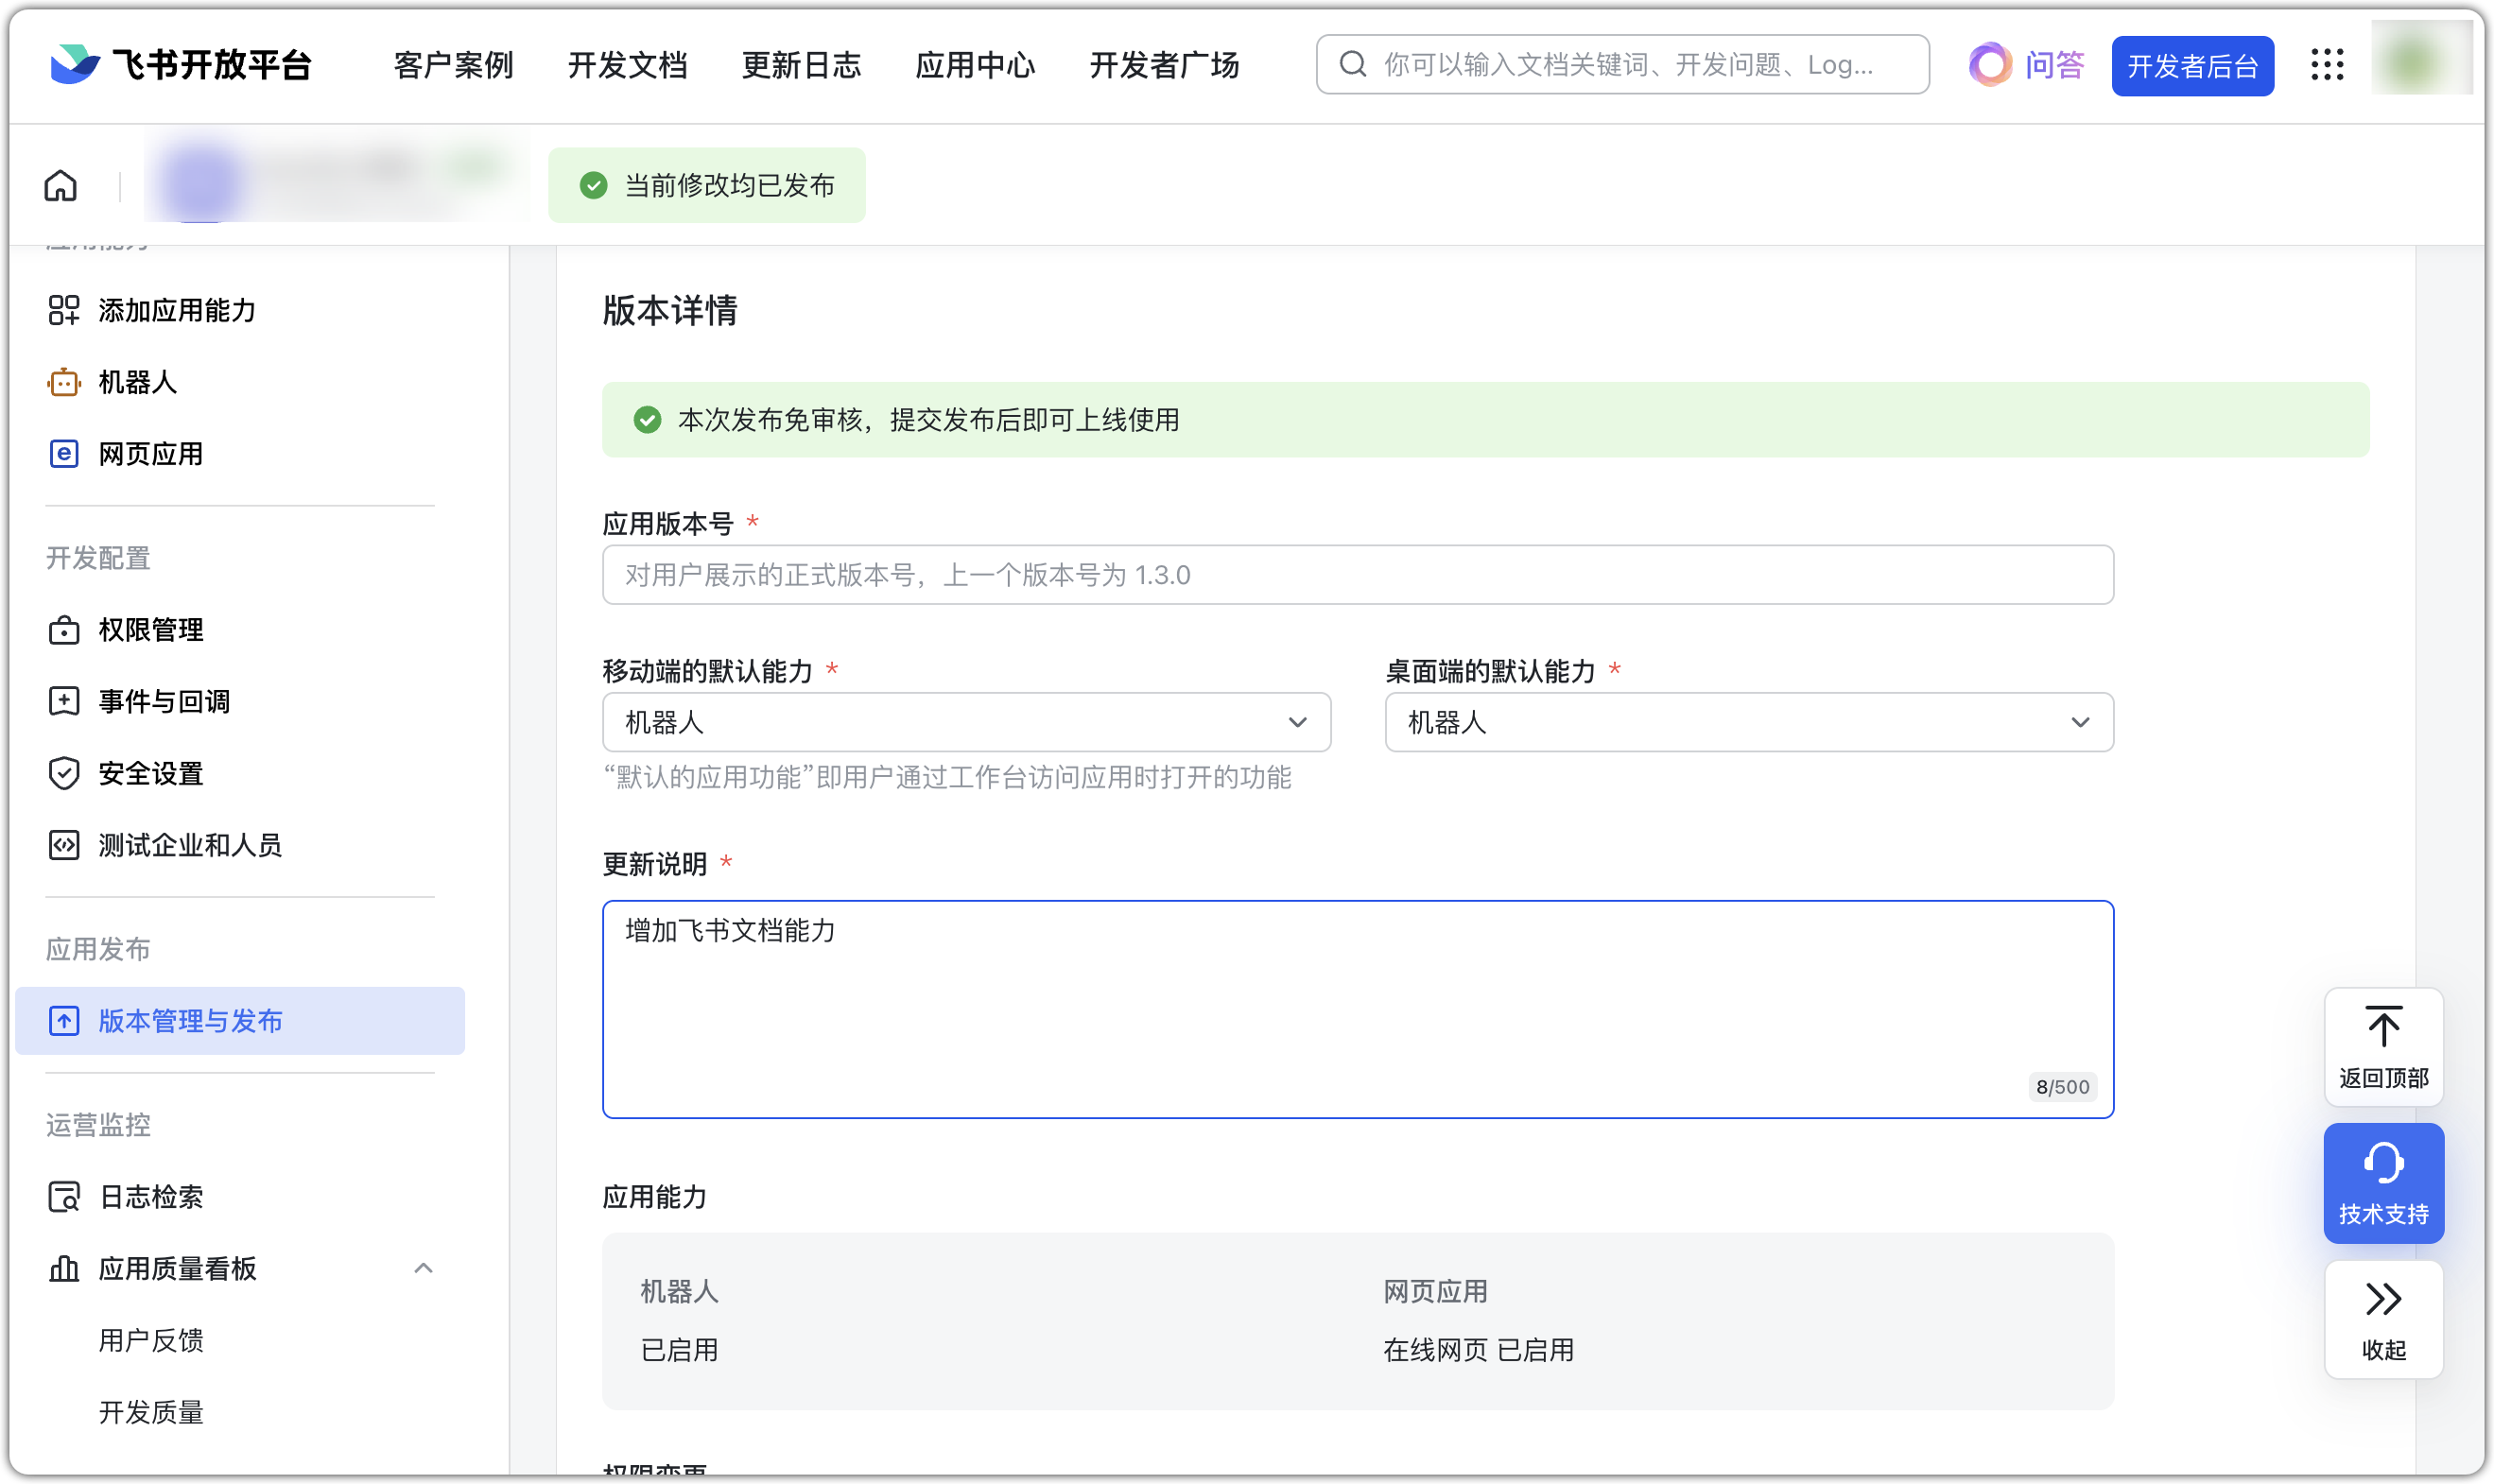 飞书开放平台
客户案例
开发文档
更新日志
应用中心
开发者广场
你可以输入文档关键词、开发问题、Log...
问答
开发者后台
当前修改均已发布
应用能力
添加应用能力
机器人
网页应用
开发配置
权限管理
事件与回调
安全设置
测试企业和人员
应用发布
版本管理与发布
运营监控
日志检索
应用质量看板
用户反馈
开发质量
版本详情
本次发布免审核，提交发布后即可上线使用
应用版本号 *
对用户展示的正式版本号，上一个版本号为 1.3.0
移动端的默认能力 *
桌面端的默认能力 *
机器人
机器人
“默认的应用功能”即用户通过工作台访问应用时打开的功能
更新说明 *
增加飞书文档能力
8/500
应用能力
机器人
网页应用
已启用
在线网页 已启用
权限变更
返回顶部
技术支持
收起